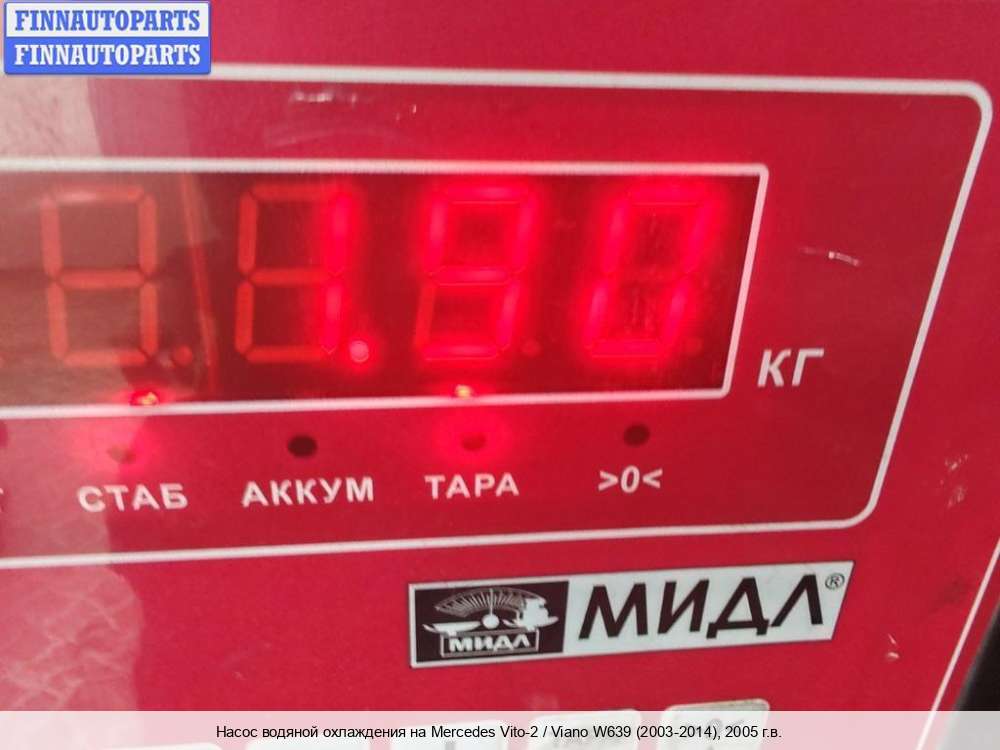 FINNAUTOPARTS
FINNAUTOPARTS
1.90
КГ
СТАБ
АККУМ
ТАРА
>0<
МИДЛ
МИДЛ®
Насос водяной охлаждения на Mercedes Vito-2 / Viano W639 (2003-2014), 2005 г.в.